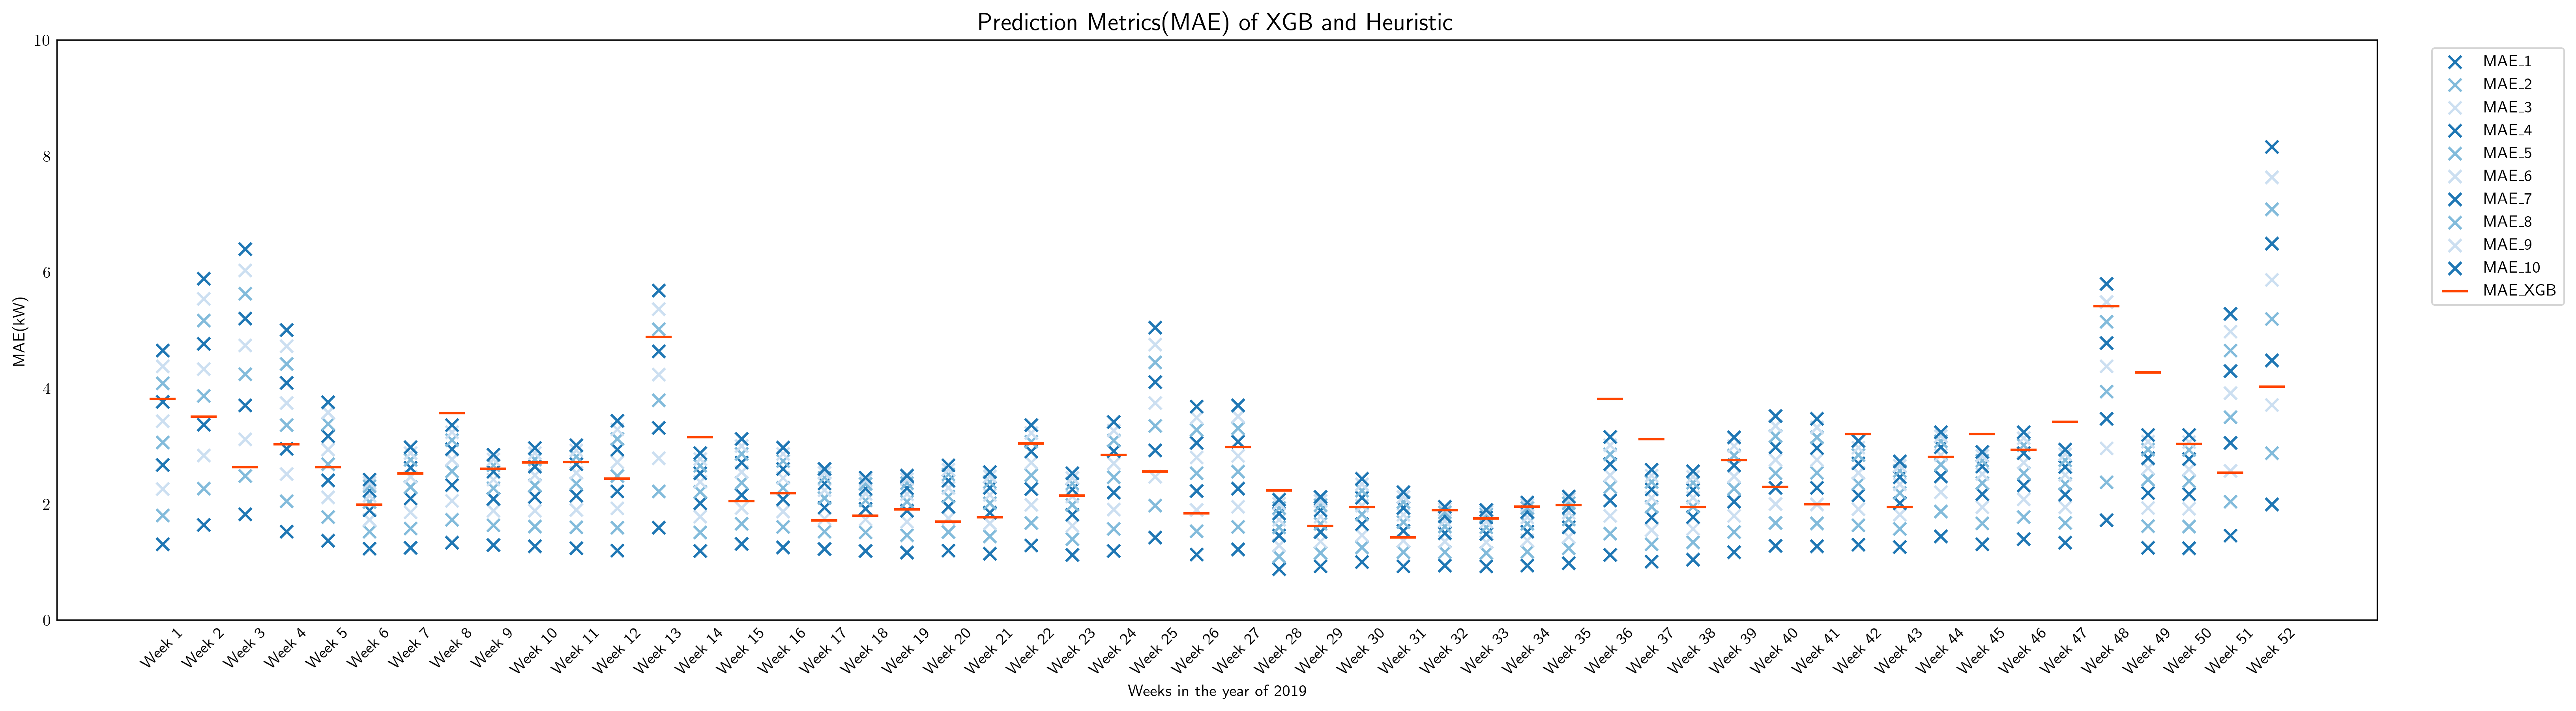 Prediction Metrics(MAE) of XGB and Heuristic
10
8
6
4
2
0
MAE(kW)
Week 1
Week 2
Week 3
Week 4
Week 5
Week 6
Week 7
Week 8
Week 9
Week 10
Week 11
Week 12
Week 13
Week 14
Week 15
Week 16
Week 17
Week 18
Week 19
Week 20
Week 21
Week 22
Week 23
Week 24
Week 25
Week 26
Week 27
Week 28
Week 29
Week 30
Week 31
Week 32
Week 33
Week 34
Week 35
Week 36
Week 37
Week 38
Week 39
Week 40
Week 41
Week 42
Week 43
Week 44
Week 45
Week 46
Week 47
Week 48
Week 49
Week 50
Week 51
Week 52
Weeks in the year of 2019
MAE_1
MAE_2
MAE_3
MAE_4
MAE_5
MAE_6
MAE_7
MAE_8
MAE_9
MAE_10
MAE_XGB